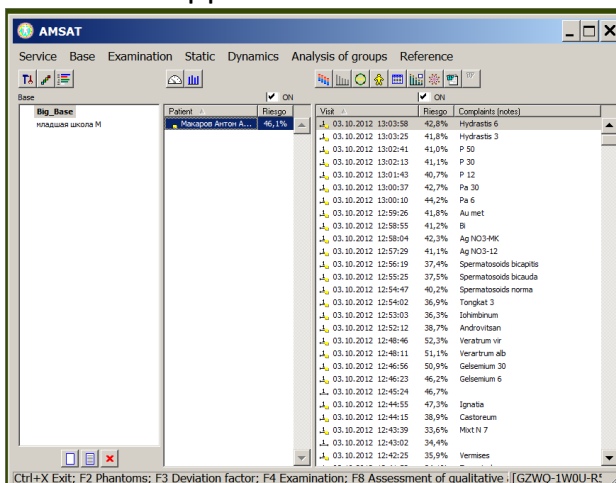 AMSAT
Service Base Examination Static Dynamics Analysis of groups Reference
Base
ON
ON
Big_Base
младшая школа М
Patient Riesgo
Макаров Антон А... 46,1%
Visit Riesgo Complaints (notes)
03.10.2012 13:03:58 42,8% Hydrastis 6
03.10.2012 13:03:25 41,8% Hydrastis 3
03.10.2012 13:02:41 41,0% P 50
03.10.2012 13:02:13 41,1% P 30
03.10.2012 13:01:43 40,7% P 12
03.10.2012 13:00:37 42,7% Pa 30
03.10.2012 13:00:10 44,2% Pa 6
03.10.2012 12:59:26 41,8% Au met
03.10.2012 12:58:55 41,2% Bi
03.10.2012 12:58:04 42,3% Ag NO3-MK
03.10.2012 12:57:29 41,1% Ag NO3-12
03.10.2012 12:56:19 37,4% Spermatosoids bicapitis
03.10.2012 12:55:25 37,5% Spermatosoids bicauda
03.10.2012 12:54:47 40,2% Spermatosoids norma
03.10.2012 12:54:02 36,9% Tongkat 3
03.10.2012 12:53:03 36,3% Iohimbinum
03.10.2012 12:52:12 38,7% Androvitsan
03.10.2012 12:48:46 52,3% Veratrum vir
03.10.2012 12:48:11 51,1% Verartrum alb
03.10.2012 12:46:56 50,9% Gelsemium 30
03.10.2012 12:46:23 46,2% Gelsemium 6
03.10.2012 12:45:24 46,7%
03.10.2012 12:44:55 47,3% Ignatia
03.10.2012 12:44:15 38,9% Castoreum
03.10.2012 12:43:39 33,6% Mixt N 7
03.10.2012 12:43:02 34,4%
03.10.2012 12:42:25 35,9% Vermises
Ctrl+X Exit; F2 Phantoms; F3 Deviation factor; F4 Examination; F8 Assessment of qualitative